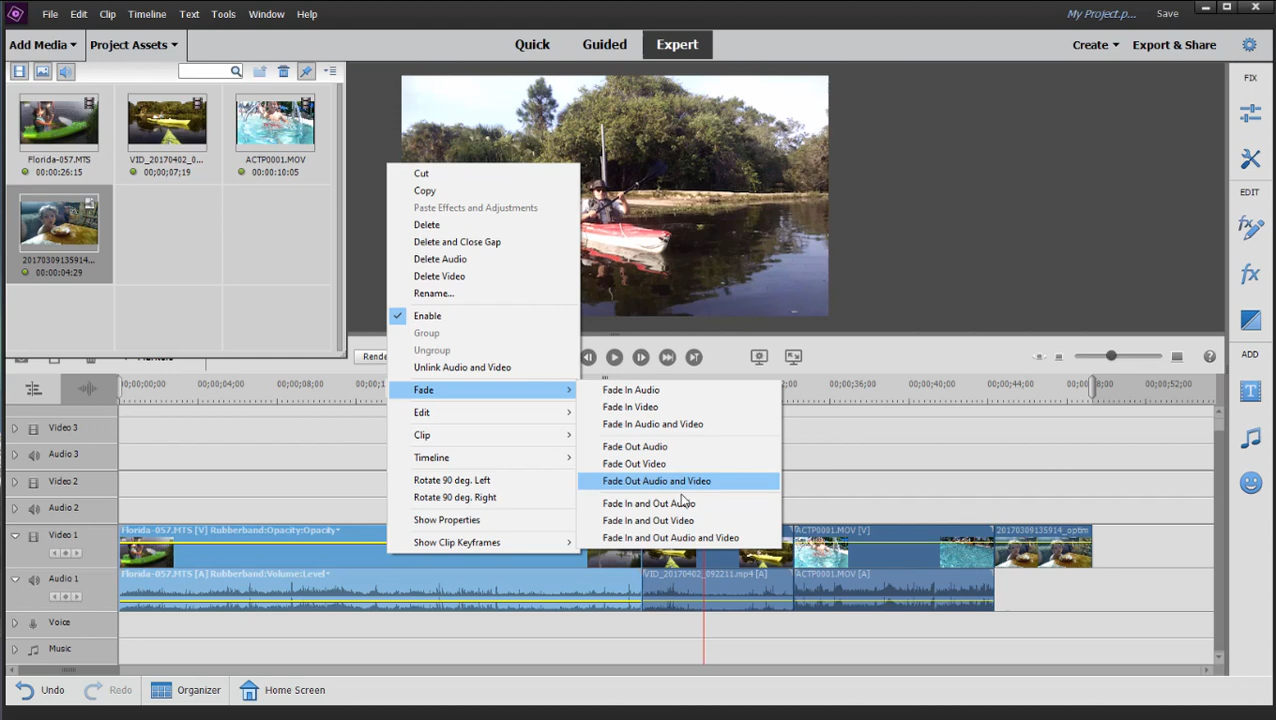 File Edit Clip Timeline Text Tools Window Help
My Project.p... Save
Add Media Project Assets
Quick Guided Expert
Create Export & Share
FIX
Florida-057.MTS
00:00:26:15
VID_20170402_0...
00;00;07;19
ACTP0001.MOV
00:00:10:05
20170309135914...
00:00:04:29
EDIT
ADD
Cut
Copy
Paste Effects and Adjustments
Delete
Delete and Close Gap
Delete Audio
Delete Video
Rename...
Enable
Group
Ungroup
Unlink Audio and Video
Fade
Edit
Clip
Timeline
Rotate 90 deg. Left
Rotate 90 deg. Right
Show Properties
Show Clip Keyframes
Fade In Audio
Fade In Video
Fade In Audio and Video
Fade Out Audio
Fade Out Video
Fade Out Audio and Video
Fade In and Out Audio
Fade In and Out Video
Fade In and Out Audio and Video
00;00;00;00 00;00;04;00 00;00;08;00 00;00;36;00 00;00;40;00 00;00;52;00
Video 3
Audio 3
Video 2
Audio 2
Video 1
Florida-057.MTS [V] Rubberband:Opacity:Opacity
ACTP0001.MOV [V]
20170309135914_optim
Audio 1
Florida-057.MTS [A] Rubberband:Volume:Level
VID_20170402_092211.mp4 [A]
ACTP0001.MOV [A]
Voice
Music
Undo Redo Organizer Home Screen